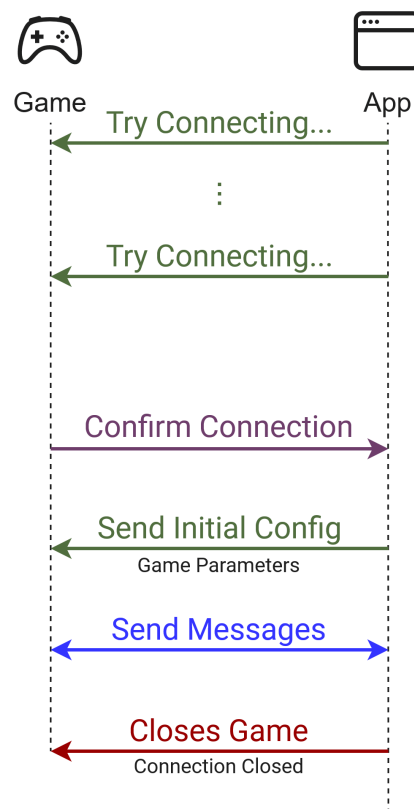 Game
App
Try Connecting...
⋮
Try Connecting...
Confirm Connection
Send Initial Config
Game Parameters
Send Messages
Closes Game
Connection Closed